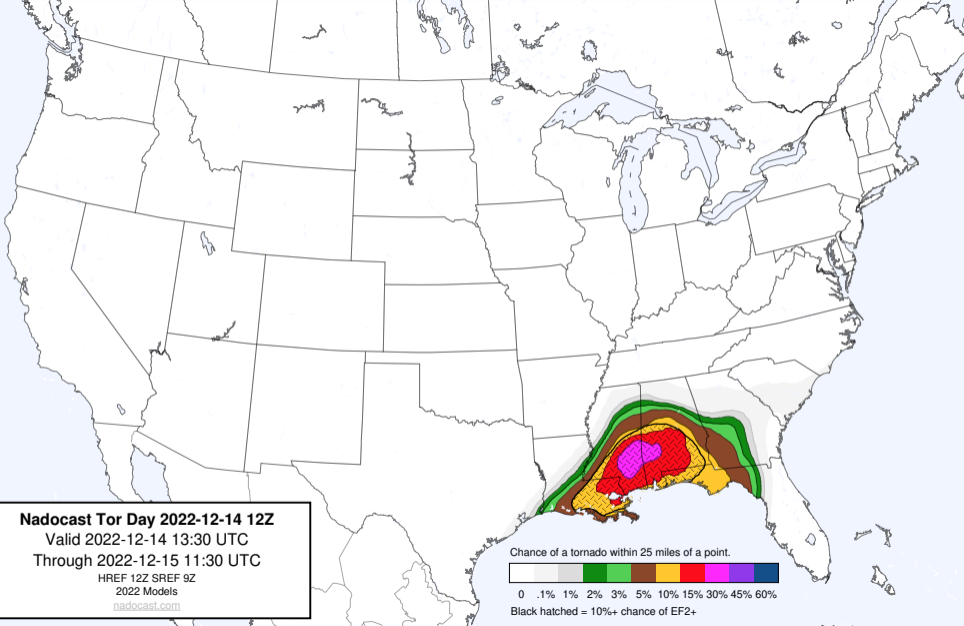 Nadocast Tor Day 2022-12-14 12Z
Valid 2022-12-14 13:30 UTC
Through 2022-12-15 11:30 UTC
HREF 12Z SREF 9Z
2022 Models
nadocast.com
Chance of a tornado within 25 miles of a point.
0 .1% 1% 2% 3% 5% 10% 15% 30% 45% 60%
Black hatched = 10%+ chance of EF2+